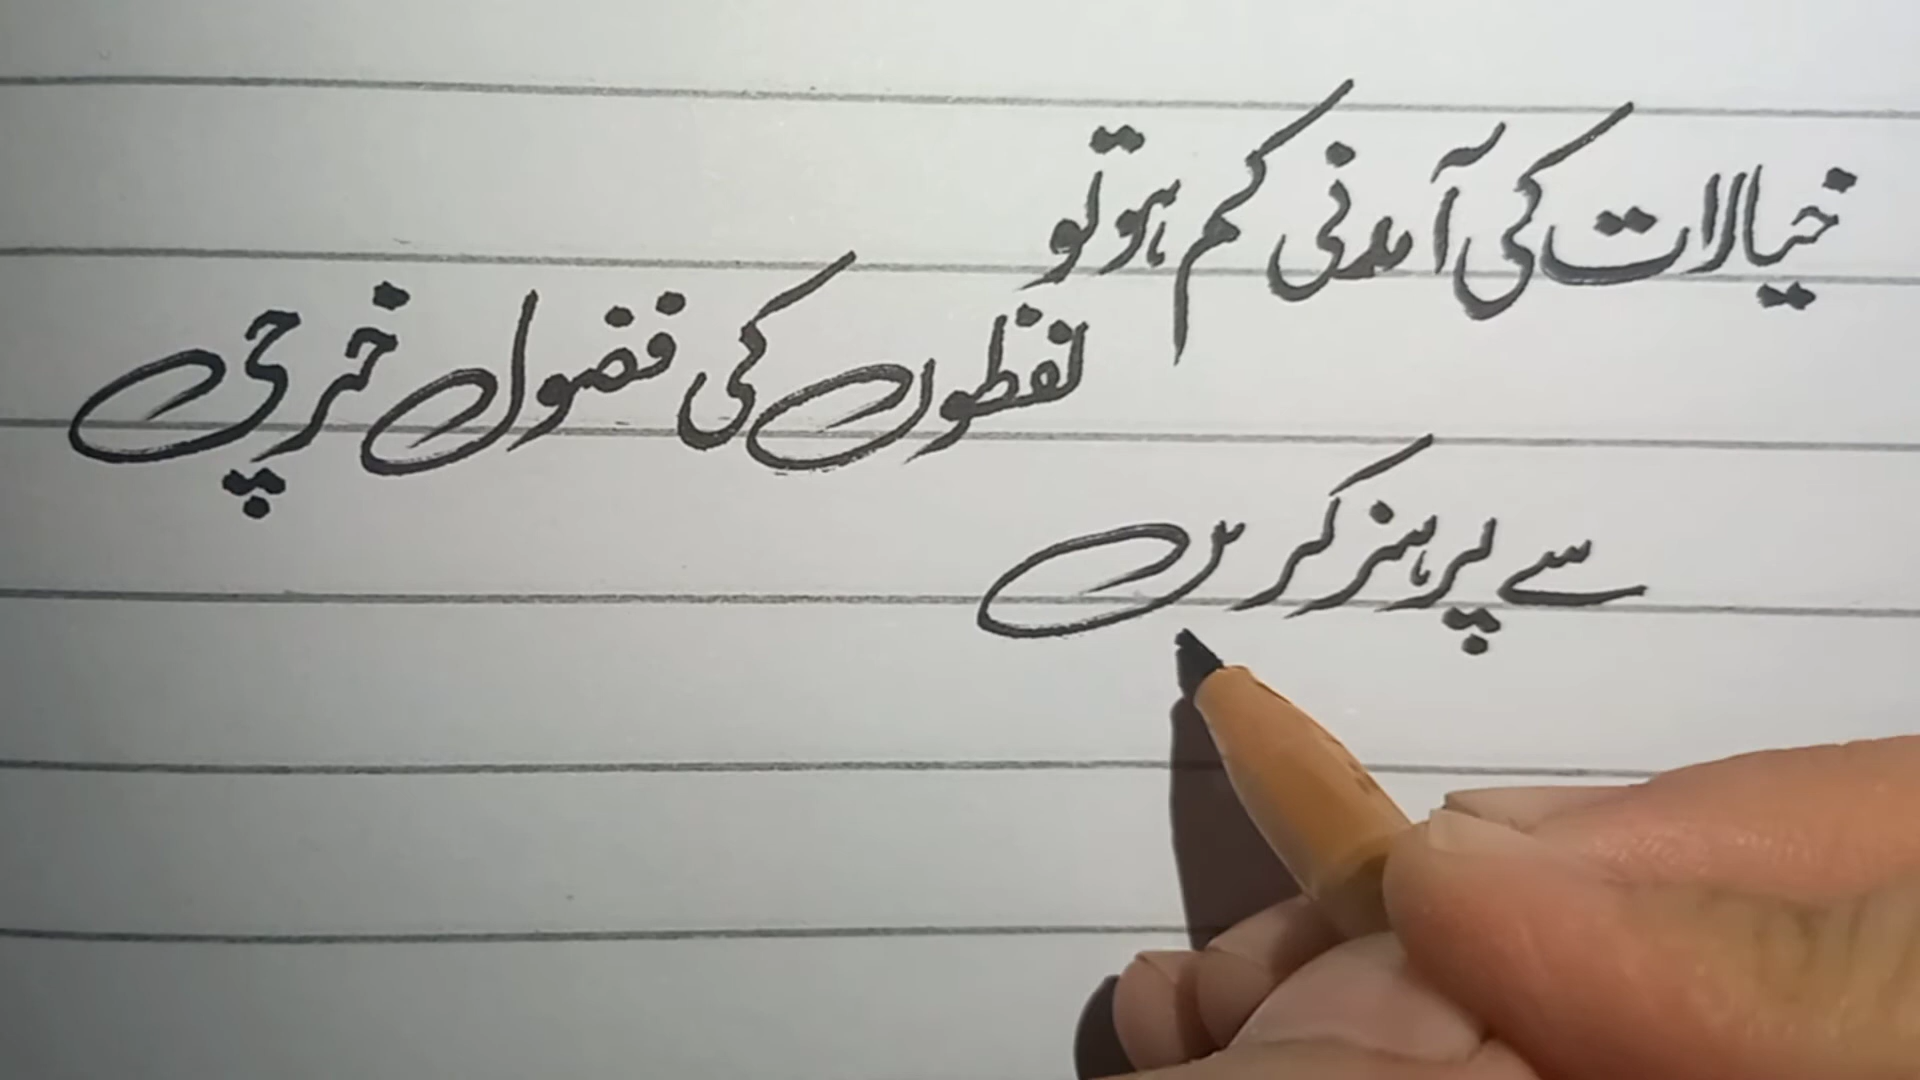 خیالات کی آمدنی کم ہو تو
لفظوں کی فضول خرچی
سے پرہیز کریں